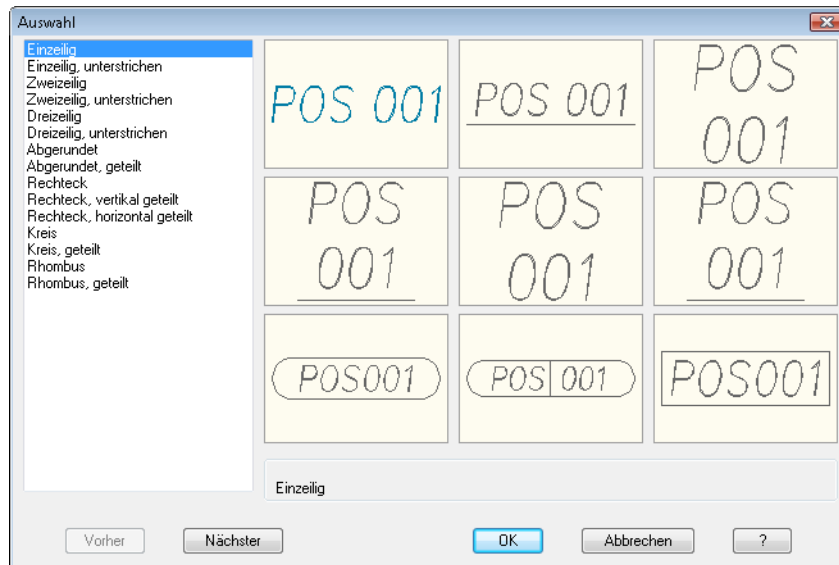 Auswahl
Einzeilig
Einzeilig, unterstrichen
Zweizeilig
Zweizeilig, unterstrichen
Dreizeilig
Dreizeilig, unterstrichen
Abgerundet
Abgerundet, geteilt
Rechteck
Rechteck, vertikal geteilt
Rechteck, horizontal geteilt
Kreis
Kreis, geteilt
Rhombus
Rhombus, geteilt
POS 001
POS 001
POS
001
POS
001
POS
001
POS
001
POS001
POS 001
POS001
Einzeilig
Vorher
Nächster
OK
Abbrechen
?